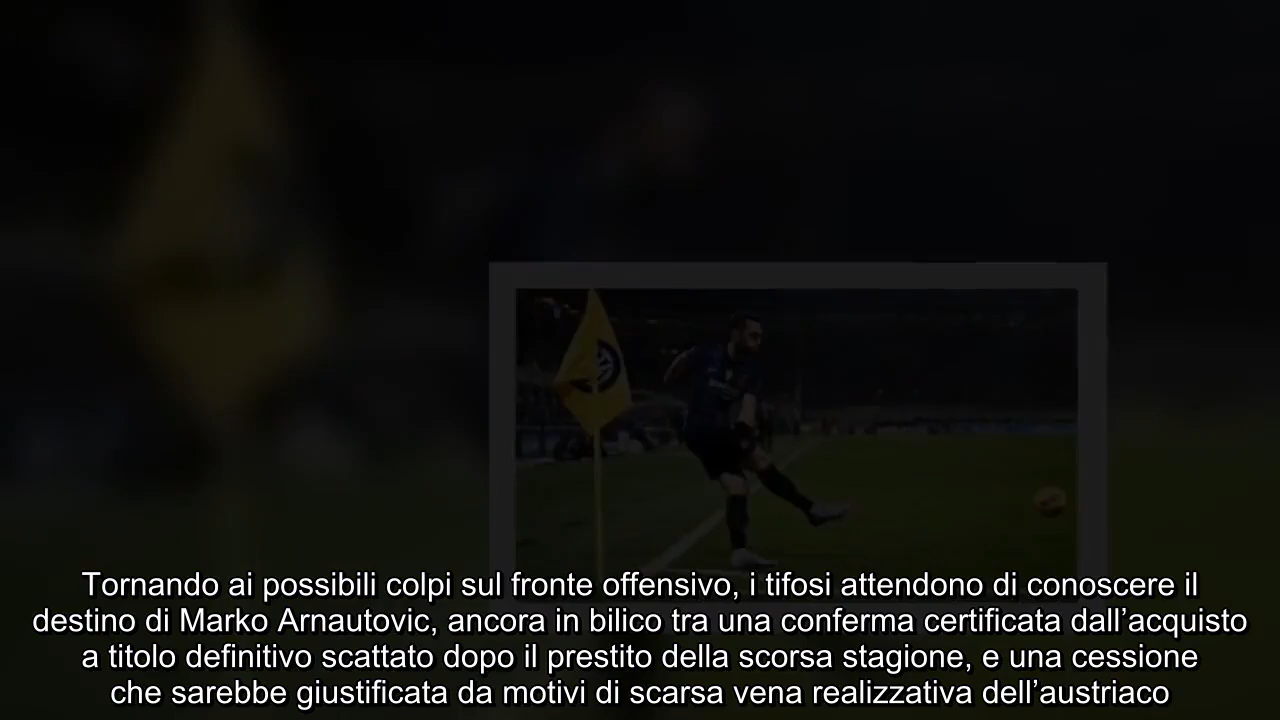 Tornando ai possibili colpi sul fronte offensivo, i tifosi attendono di conoscere il
destino di Marko Arnautovic, ancora in bilico tra una conferma certificata dall’acquisto
a titolo definitivo scattato dopo il prestito della scorsa stagione, e una cessione
che sarebbe giustificata da motivi di scarsa vena realizzativa dell’austriaco